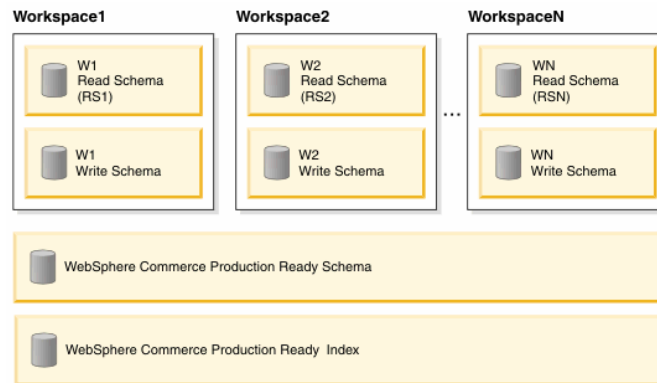 Workspace1
W1
Read Schema
(RS1)
W1
Write Schema
Workspace2
W2
Read Schema
(RS2)
W2
Write Schema
...
WorkspaceN
WN
Read Schema
(RSN)
WN
Write Schema
WebSphere Commerce Production Ready Schema
WebSphere Commerce Production Ready Index